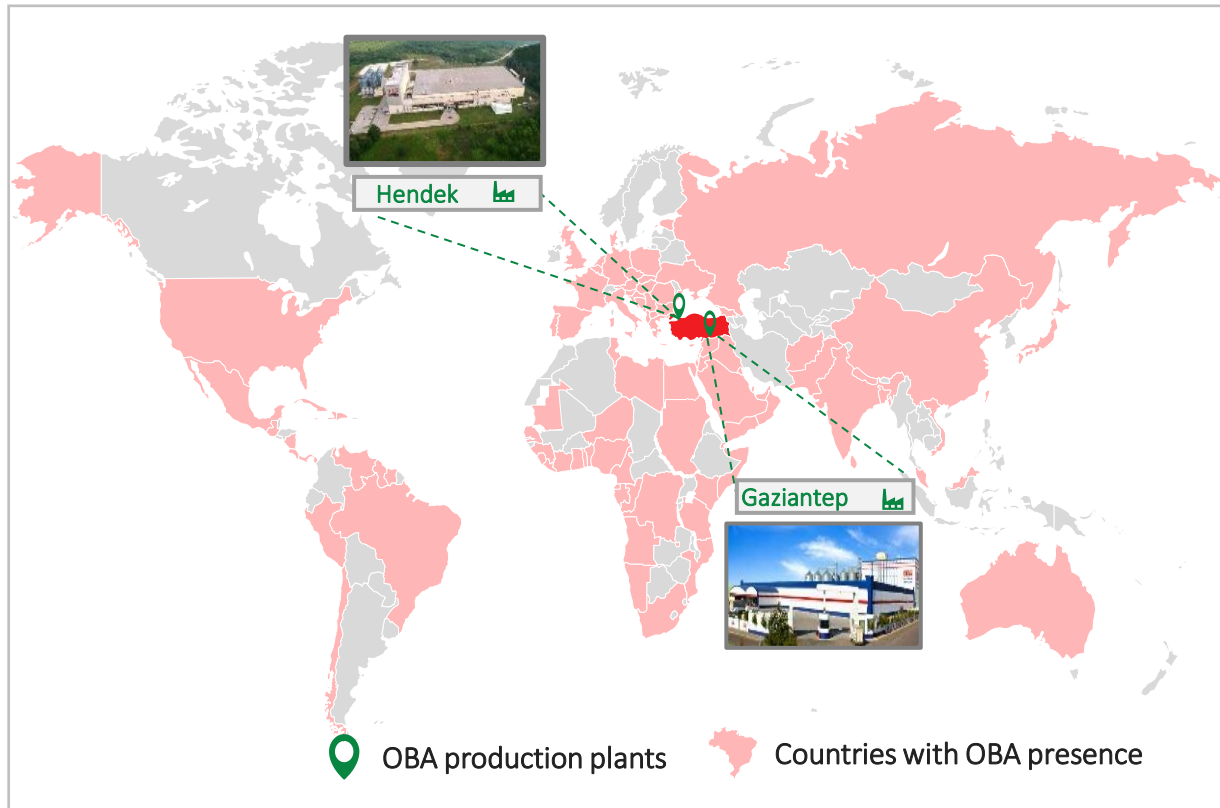 Hendek
Gaziantep
OBA production plants
Countries with OBA presence